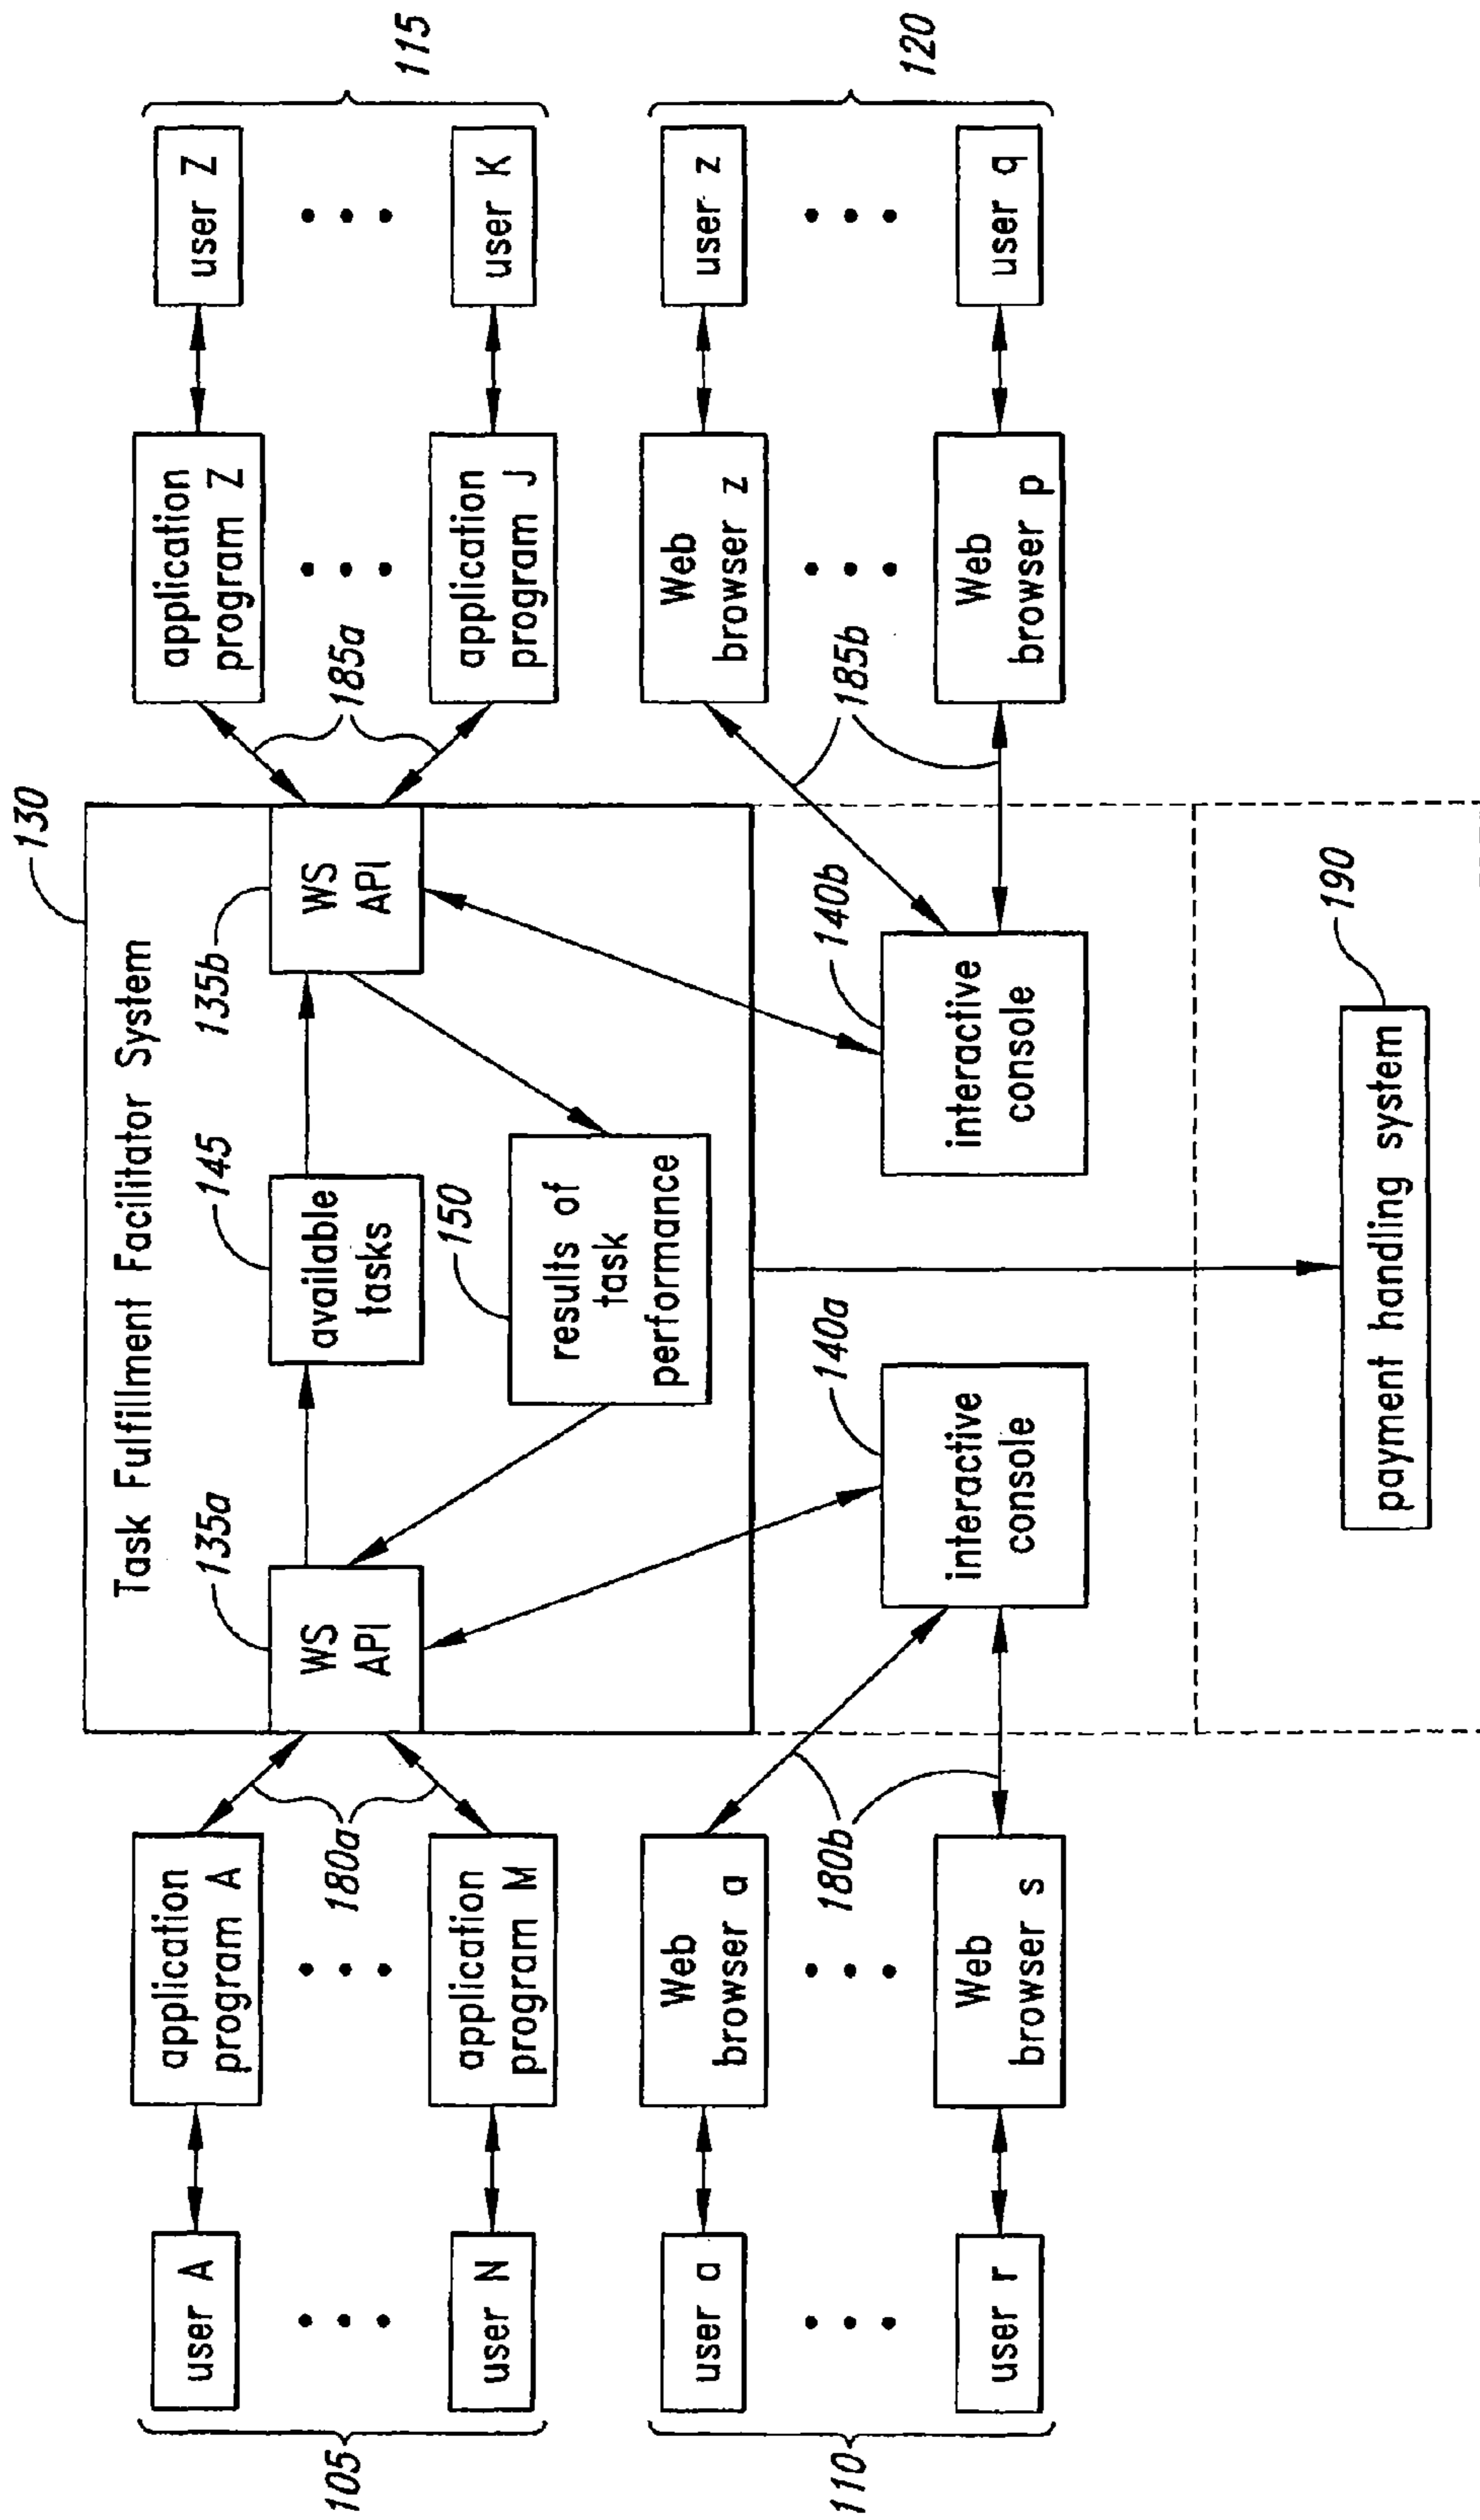 130
Task Fulfillment Facilitator System
105
user A
user N
application
program A
application
program M
180a
135a
WS
API
145
available
tasks
150
results of
task
performance
135b
WS
API
185a
application
program Z
application
program J
user Z
user K
115
110
user a
user r
Web
browser a
Web
browser s
180b
140a
interactive
console
140b
interactive
console
185b
Web
browser z
Web
browser p
user z
user q
120
payment handling system
190